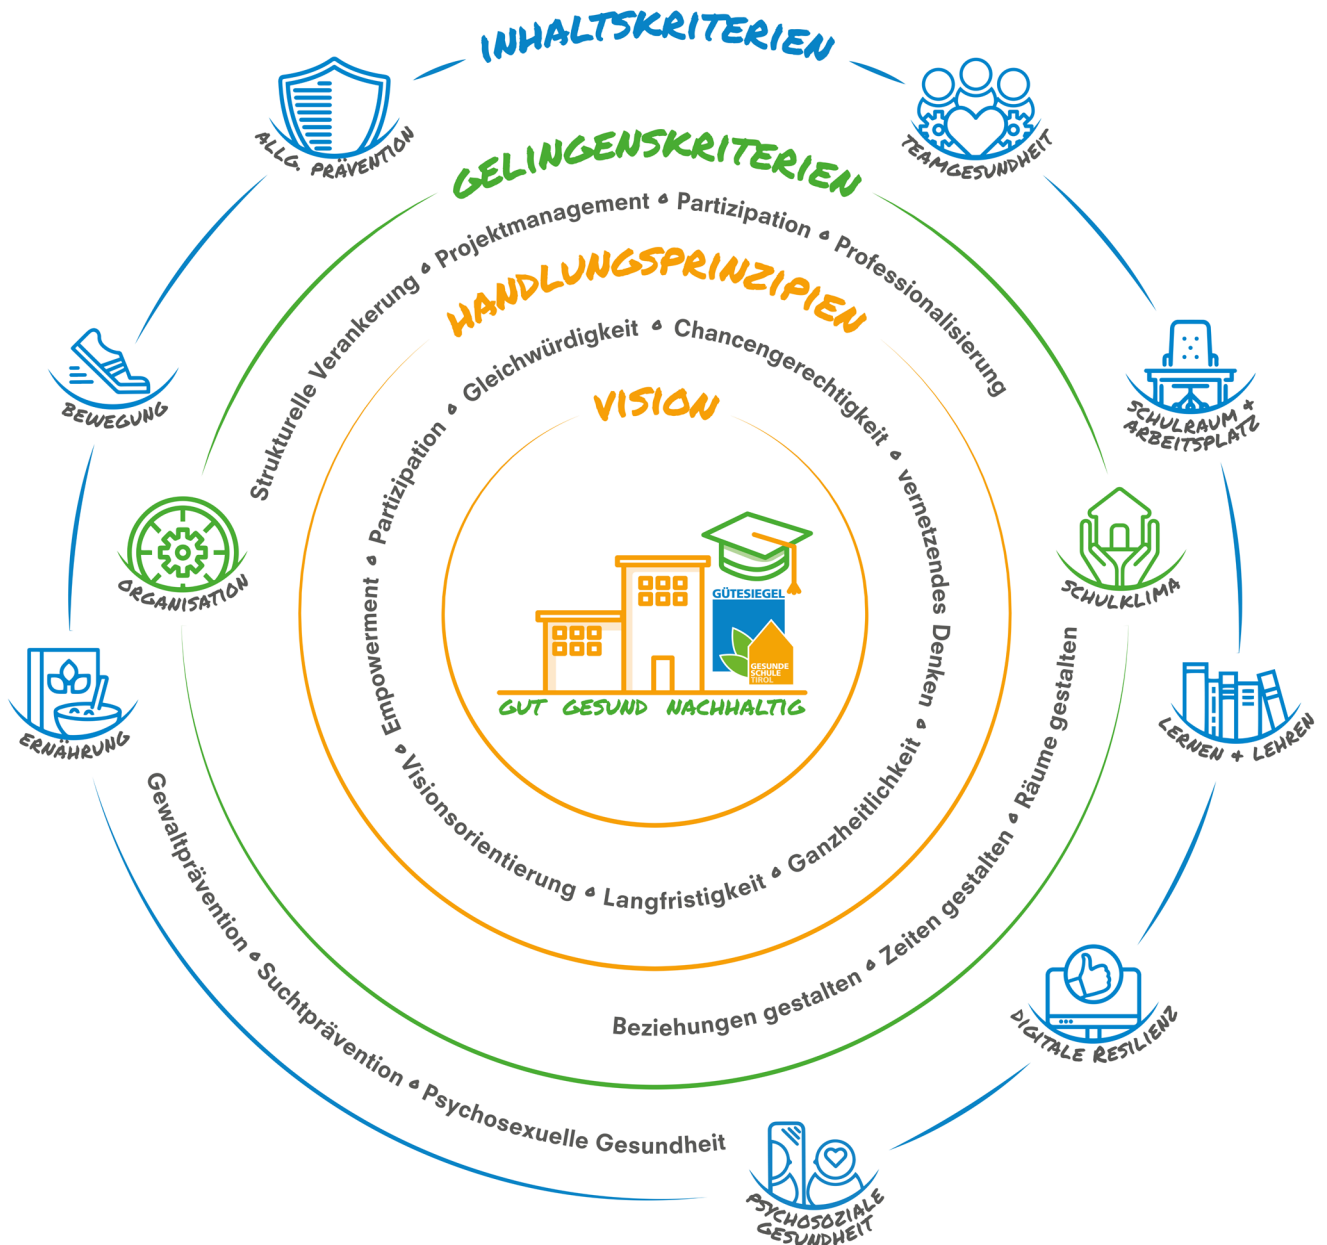 INHALTSKRITERIEN
ALLG. PRÄVENTION
TEAMGESUNDHEIT
SCHULRAUM +
ARBEITSPLATZ
LERNEN + LEHREN
DIGITALE RESILIENZ
PSYCHOSOZIALE
GESUNDHEIT
Gewaltprävention • Suchtprävention • Psychosexuelle Gesundheit
ERNÄHRUNG
BEWEGUNG
GELINGENSKRITERIEN
ORGANISATION
Strukturelle Verankerung • Projektmanagement • Partizipation • Professionalisierung
SCHULKLIMA
Beziehungen gestalten • Zeiten gestalten • Räume gestalten
HANDLUNGSPRINZIPIEN
Visionsorientierung • Empowerment • Partizipation • Gleichwürdigkeit • Chancengerechtigkeit • vernetzendes Denken • Ganzheitlichkeit • Langfristigkeit
VISION
GÜTESIEGEL
GESUNDE
SCHULE
TIROL
GUT GESUND NACHHALTIG